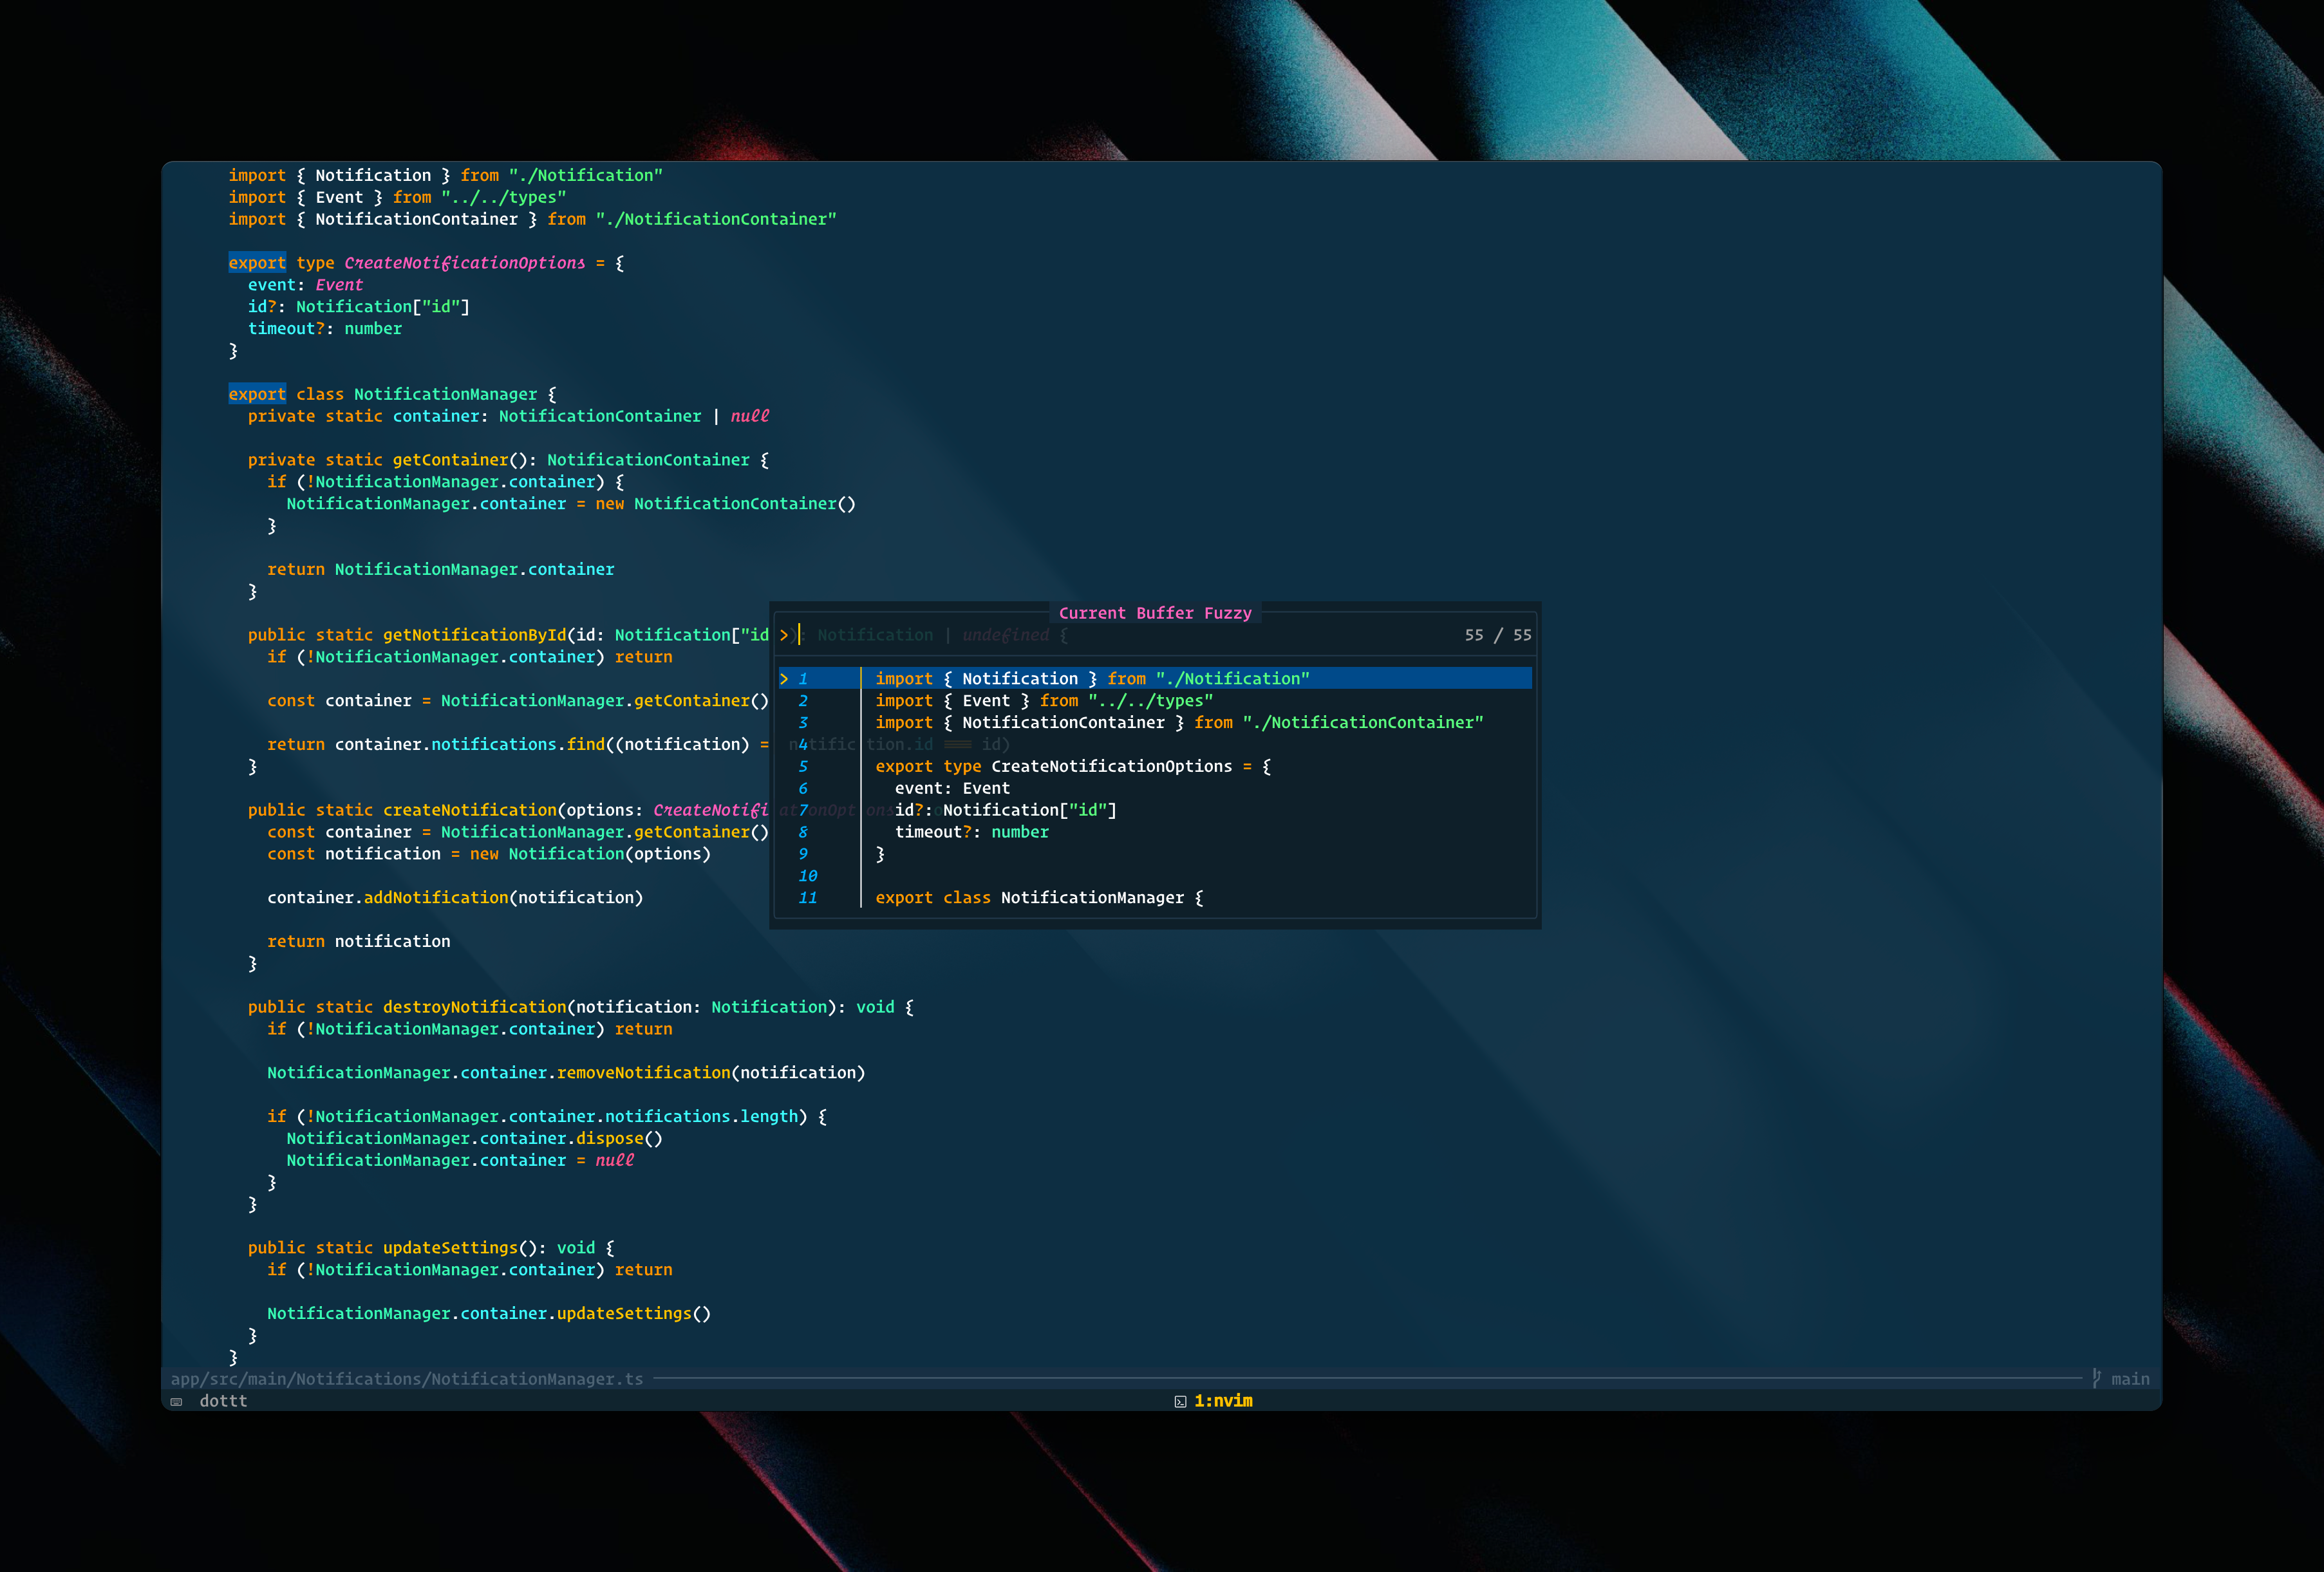 import { Notification } from "./Notification"
import { Event } from "../../types"
import { NotificationContainer } from "./NotificationContainer"
export type CreateNotificationOptions = {
  event: Event
  id?: Notification["id"]
  timeout?: number
}
export class NotificationManager {
  private static container: NotificationContainer | null
  private static getContainer(): NotificationContainer {
    if (!NotificationManager.container) {
      NotificationManager.container = new NotificationContainer()
    }
    return NotificationManager.container
  }
  public static getNotificationById(id: Notification["id
    if (!NotificationManager.container) return
    const container = NotificationManager.getContainer()
    return container.notifications.find((notification) =
  }
  public static createNotification(options: CreateNotifi
    const container = NotificationManager.getContainer()
    const notification = new Notification(options)
    container.addNotification(notification)
    return notification
  }
  public static destroyNotification(notification: Notification): void {
    if (!NotificationManager.container) return
    NotificationManager.container.removeNotification(notification)
    if (!NotificationManager.container.notifications.length) {
      NotificationManager.container.dispose()
      NotificationManager.container = null
    }
  }
  public static updateSettings(): void {
    if (!NotificationManager.container) return
    NotificationManager.container.updateSettings()
  }
}
Current Buffer Fuzzy
> ): Notification | undefined { 55 / 55
> 1 import { Notification } from "./Notification"
2 import { Event } from "../../types"
3 import { NotificationContainer } from "./NotificationContainer"
4 notific tion.id === id)
5 export type CreateNotificationOptions = {
6   event: Event
7   id?: Notification["id"]
8   timeout?: number
9 }
10
11 export class NotificationManager {
app/src/main/Notifications/NotificationManager.ts main
dottt 1:nvim